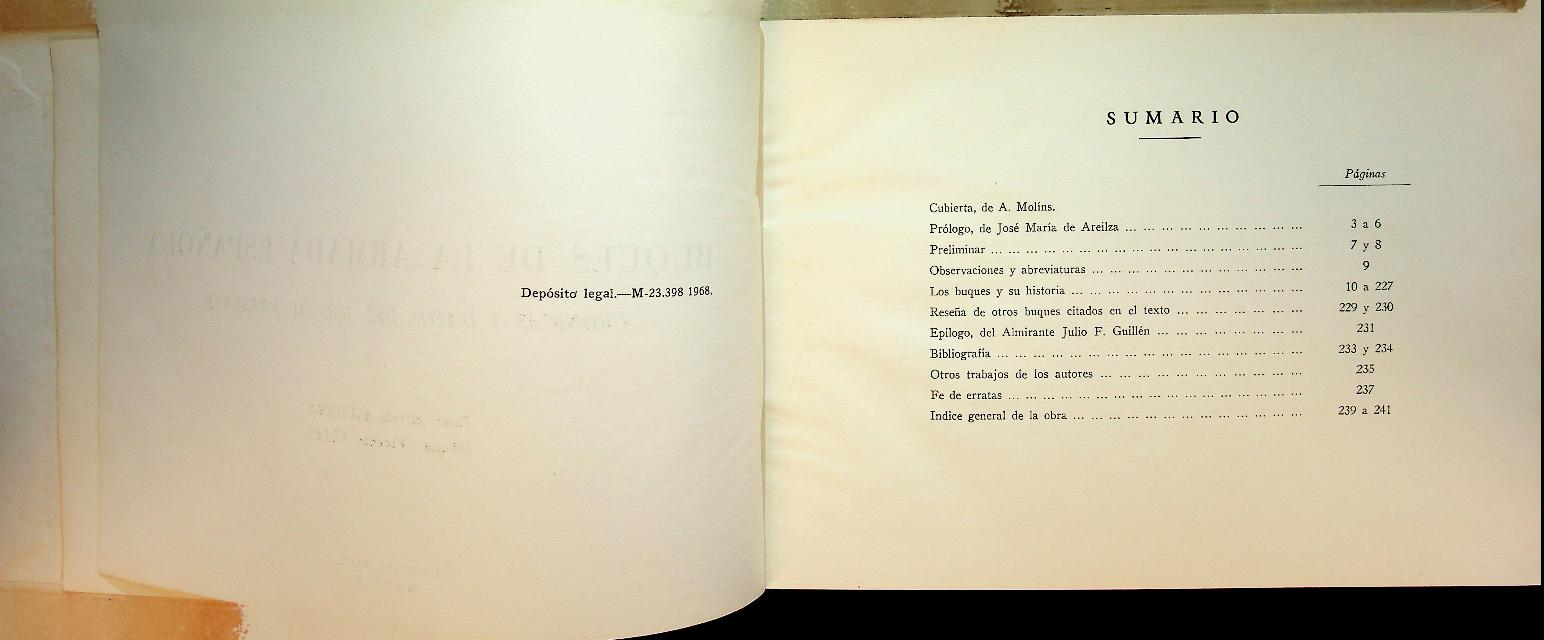 Depósito legal.—M-23.398 1968.
SUMARIO
Páginas
Cubierta, de A. Molíns.
Prólogo, de José María de Areilza ... ... ... ... ... ... ... ... ... ... 3 a 6
Preliminar ... ... ... ... ... ... ... ... ... ... ... ... ... ... ... ... ... 7 y 8
Observaciones y abreviaturas ... ... ... ... ... ... ... ... ... ... ... ... 9
Los buques y su historia ... ... ... ... ... ... ... ... ... ... ... ... ... 10 a 227
Reseña de otros buques citados en el texto ... ... ... ... ... ... ... 229 y 230
Epílogo, del Almirante Julio F. Guillén ... ... ... ... ... ... ... ... 231
Bibliografía ... ... ... ... ... ... ... ... ... ... ... ... ... ... ... ... ... 233 y 234
Otros trabajos de los autores ... ... ... ... ... ... ... ... ... ... ... 235
Fe de erratas ... ... ... ... ... ... ... ... ... ... ... ... ... ... ... ... 237
Indice general de la obra ... ... ... ... ... ... ... ... ... ... ... ... ... 239 a 241